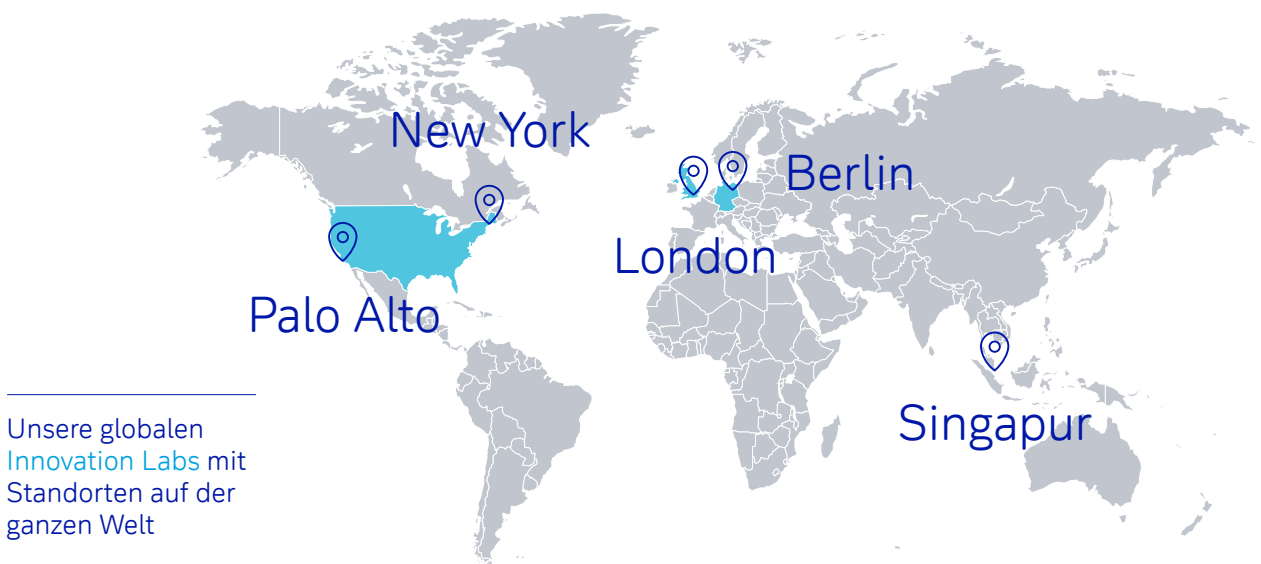 New York
Berlin
London
Palo Alto
Singapur
Unsere globalen
Innovation Labs mit
Standorten auf der
ganzen Welt